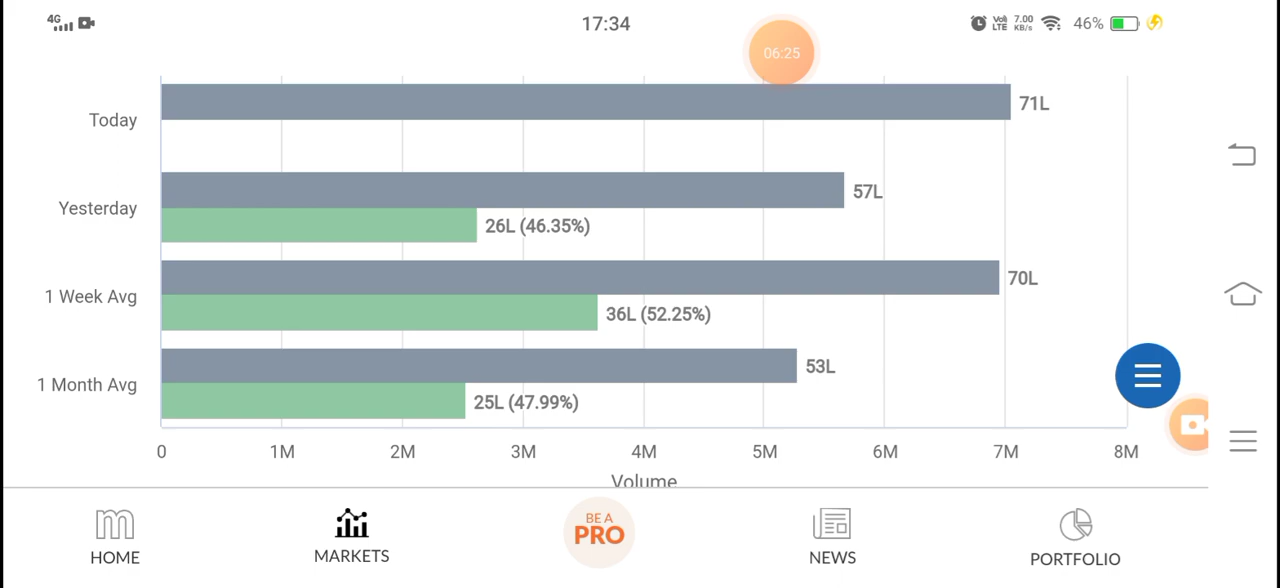 4G 17:34 Vo) LTE 7.00 KB/s 46%
06:25
Today 71L
Yesterday 57L
26L (46.35%)
1 Week Avg 70L
36L (52.25%)
1 Month Avg 53L
25L (47.99%)
0 1M 2M 3M 4M 5M 6M 7M 8M
Volume
m
BE A
PRO
HOME MARKETS NEWS PORTFOLIO